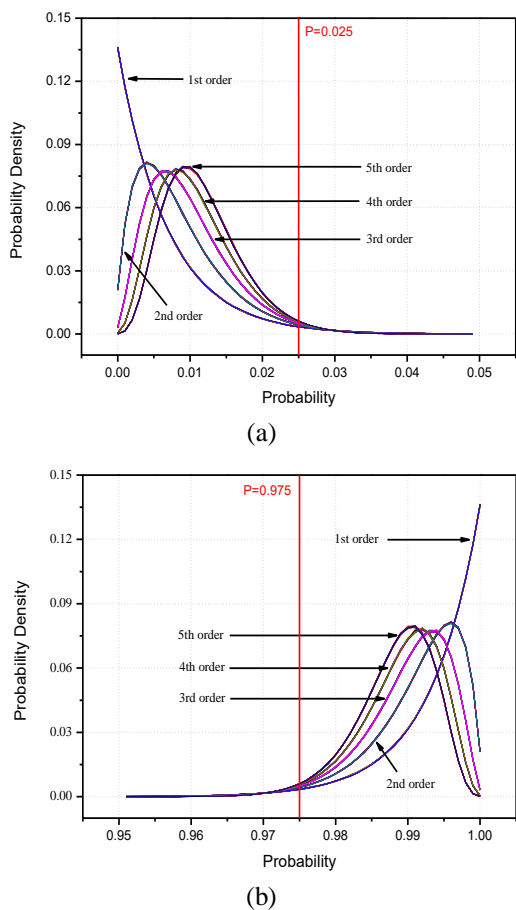 0.15
P=0.025
1st order
0.12
0.09
5th order
4th order
0.06
3rd order
0.03
2nd order
0.00
0.00 0.01 0.02 0.03 0.04 0.05
Probability Density
Probability
(a)
0.15
P=0.975
1st order
0.12
0.09
5th order
4th order
0.06
3rd order
0.03
2nd order
0.00
0.95 0.96 0.97 0.98 0.99 1.00
Probability Density
Probability
(b)